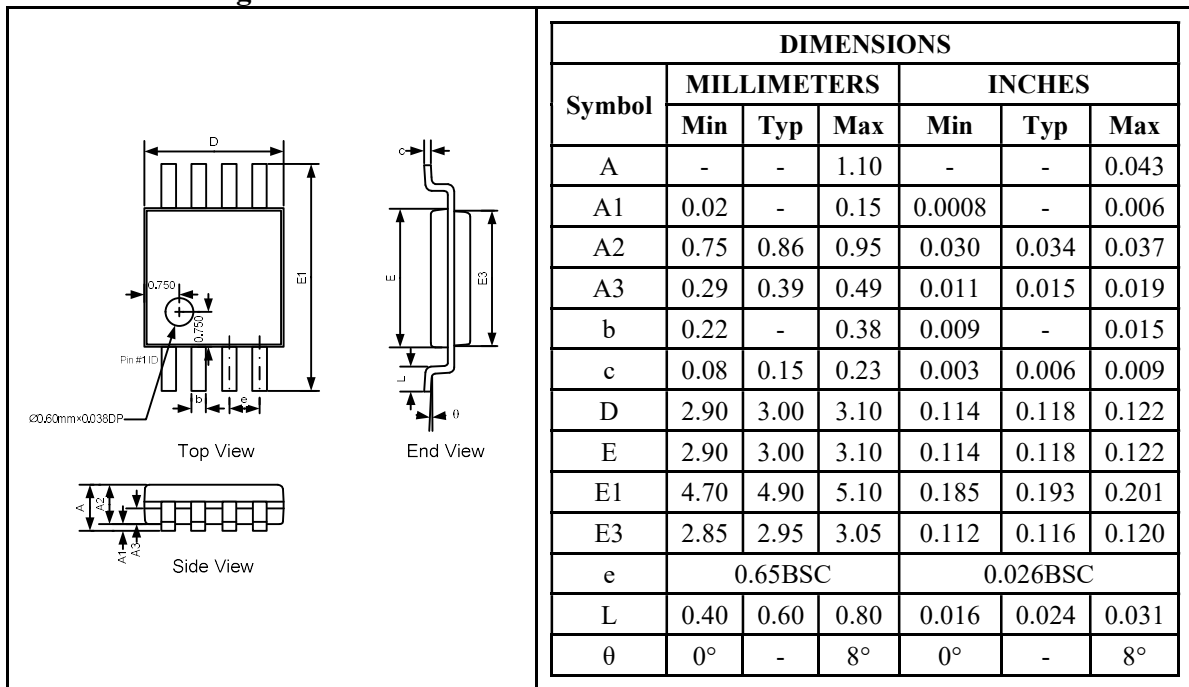 D
c
E1
E
E3
0.750
0.750
Pin #1 ID
L
b
e
θ
Ø0.60mm×0.038DP
Top View
End View
A
A2
A1
A3
Side View
DIMENSIONS
Symbol MILLIMETERS INCHES
Min Typ Max Min Typ Max
A - - 1.10 - - 0.043
A1 0.02 - 0.15 0.0008 - 0.006
A2 0.75 0.86 0.95 0.030 0.034 0.037
A3 0.29 0.39 0.49 0.011 0.015 0.019
b 0.22 - 0.38 0.009 - 0.015
c 0.08 0.15 0.23 0.003 0.006 0.009
D 2.90 3.00 3.10 0.114 0.118 0.122
E 2.90 3.00 3.10 0.114 0.118 0.122
E1 4.70 4.90 5.10 0.185 0.193 0.201
E3 2.85 2.95 3.05 0.112 0.116 0.120
e 0.65BSC 0.026BSC
L 0.40 0.60 0.80 0.016 0.024 0.031
θ 0° - 8° 0° - 8°